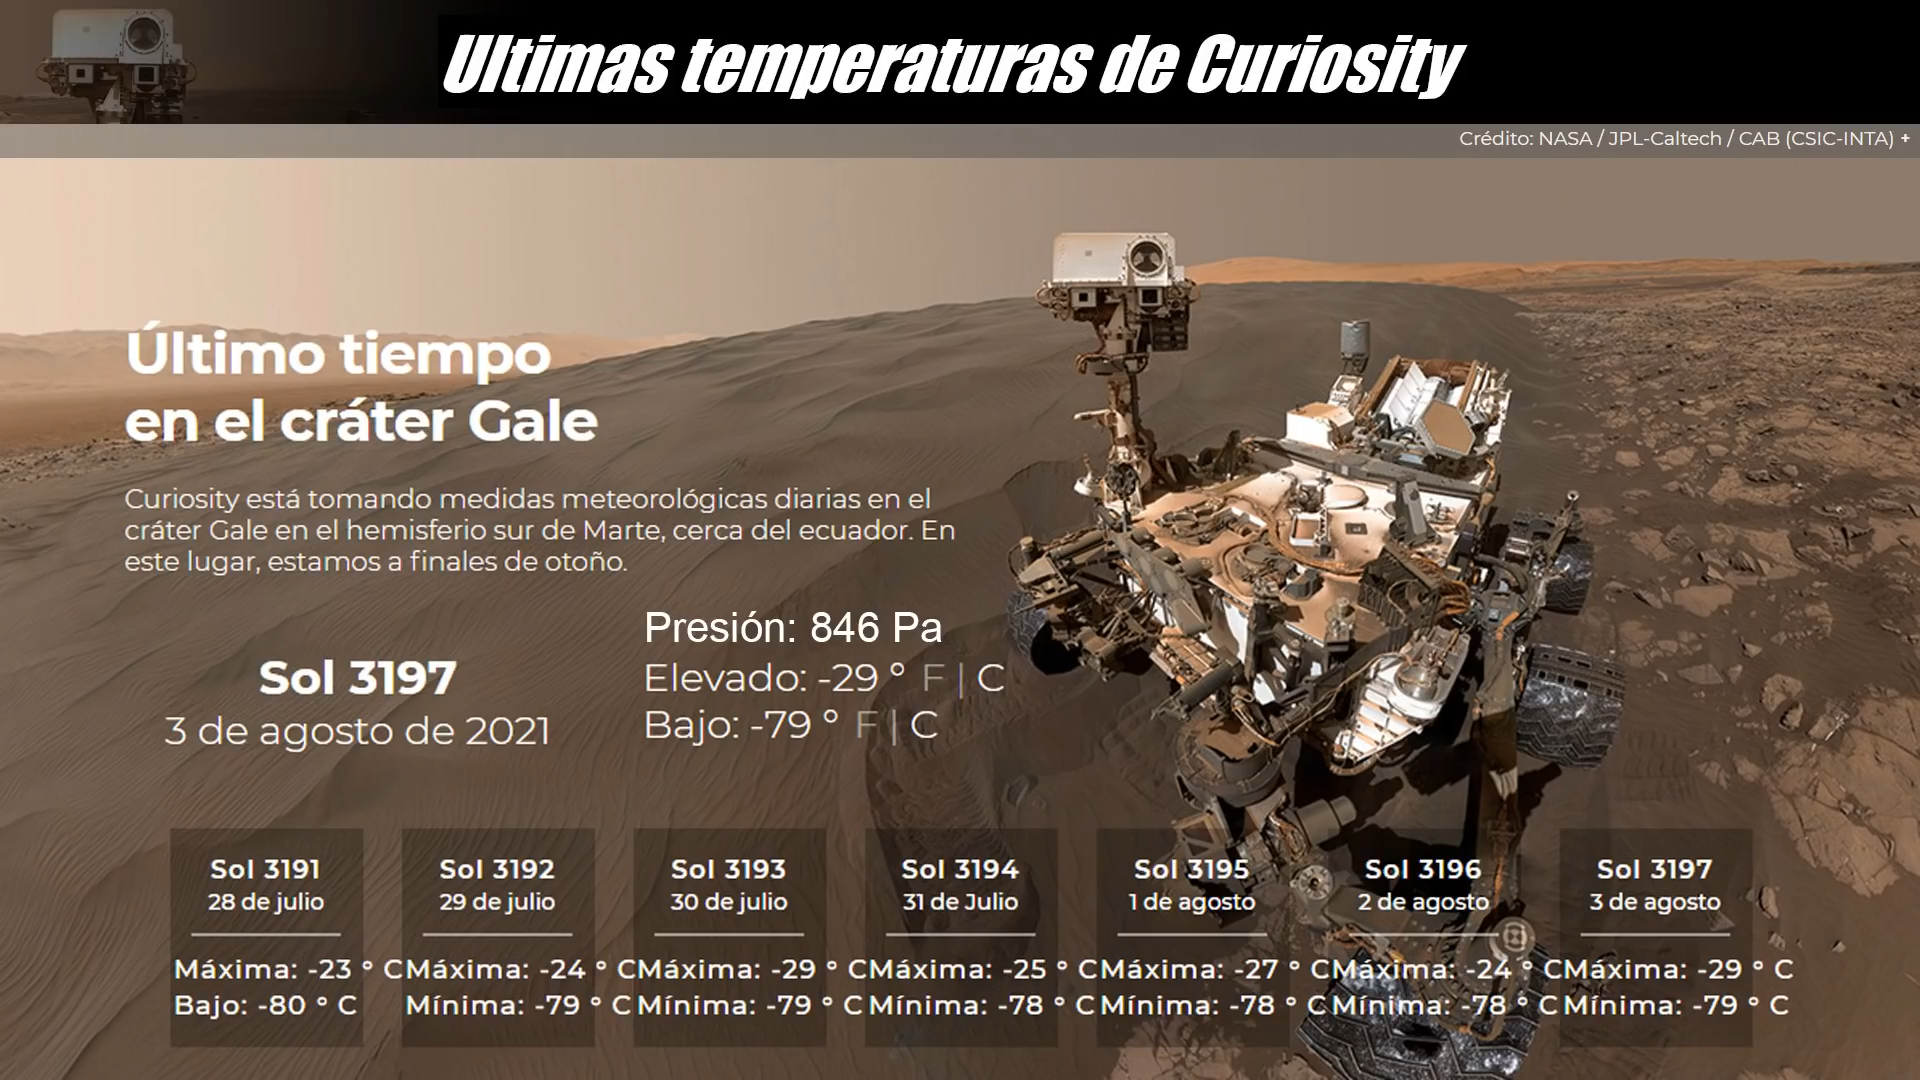 Ultimas temperaturas de Curiosity
Crédito: NASA / JPL-Caltech / CAB (CSIC-INTA) +
Último tiempo
en el cráter Gale
Curiosity está tomando medidas meteorológicas diarias en el
cráter Gale en el hemisferio sur de Marte, cerca del ecuador. En
este lugar, estamos a finales de otoño.
Sol 3197
3 de agosto de 2021
Presión: 846 Pa
Elevado: -29 ° F | C
Bajo: -79 ° F | C
Sol 3191
28 de julio
Máxima: -23 ° C
Bajo: -80 ° C
Sol 3192
29 de julio
Máxima: -24 ° C
Mínima: -79 ° C
Sol 3193
30 de julio
Máxima: -29 ° C
Mínima: -79 ° C
Sol 3194
31 de Julio
Máxima: -25 ° C
Mínima: -78 ° C
Sol 3195
1 de agosto
Máxima: -27 ° C
Mínima: -78 ° C
Sol 3196
2 de agosto
Máxima: -24 ° C
Mínima: -78 ° C
Sol 3197
3 de agosto
Máxima: -29 ° C
Mínima: -79 ° C